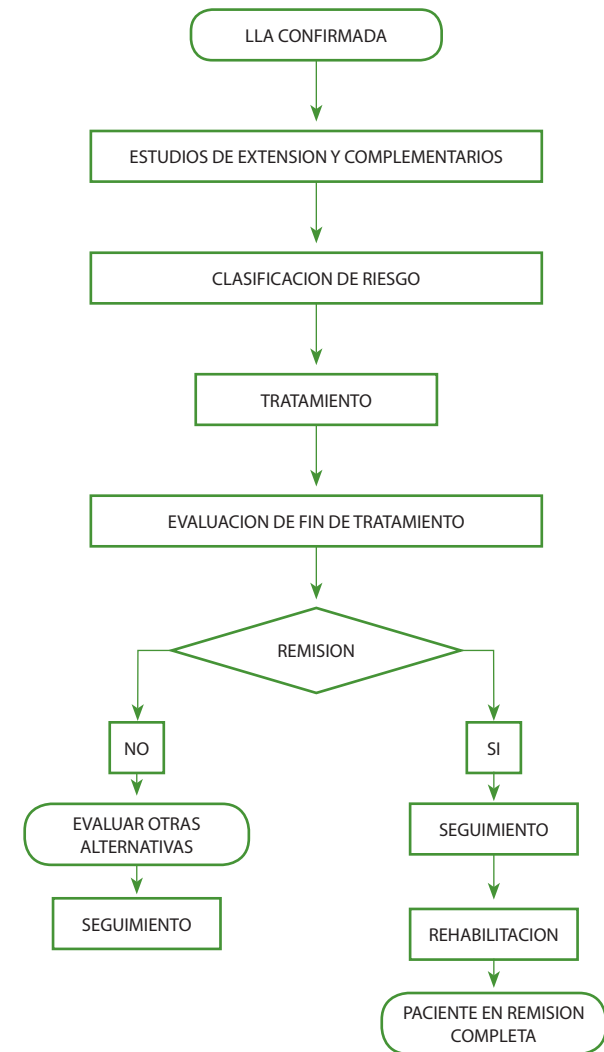 LLA CONFIRMADA
ESTUDIOS DE EXTENSION Y COMPLEMENTARIOS
CLASIFICACION DE RIESGO
TRATAMIENTO
EVALUACION DE FIN DE TRATAMIENTO
REMISION
NO
EVALUAR OTRAS
ALTERNATIVAS
SEGUIMIENTO
SI
SEGUIMIENTO
REHABILITACION
PACIENTE EN REMISION
COMPLETA